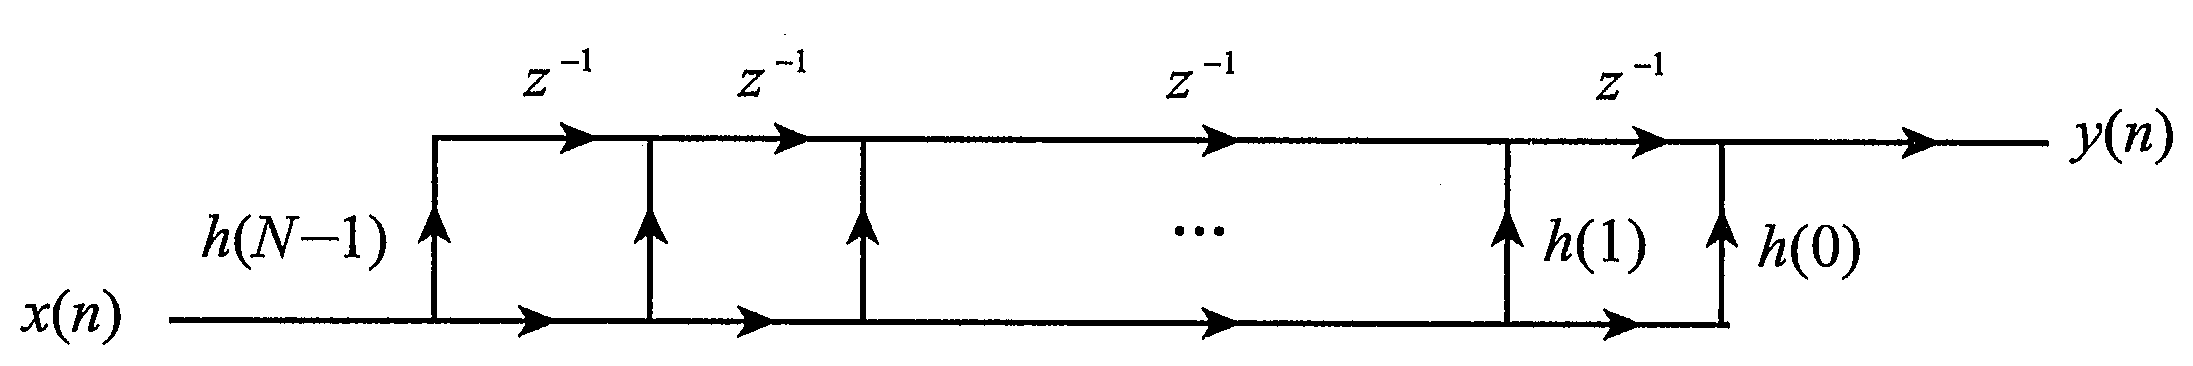 z⁻¹ z⁻¹ z⁻¹ z⁻¹
y(n)
h(N−1) ... h(1) h(0)
x(n)